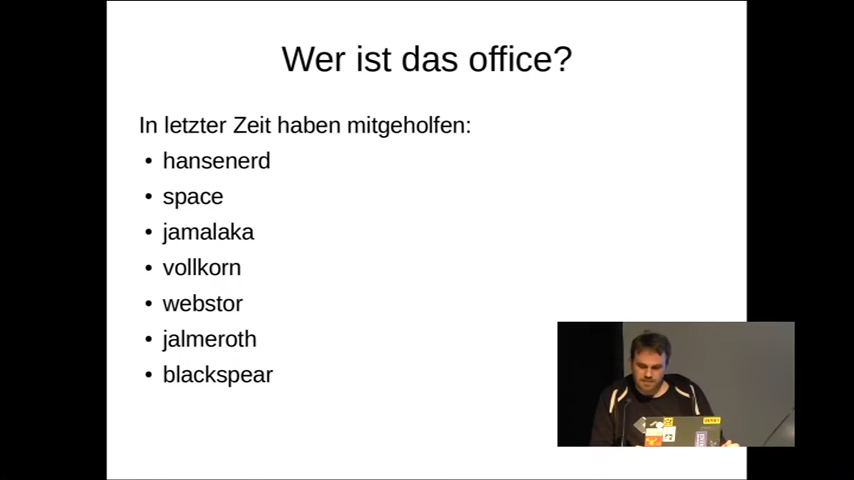 Wer ist das office?
In letzter Zeit haben mitgeholfen:
• hansenerd
• space
• jamalaka
• vollkorn
• webstor
• jalmeroth
• blackspear